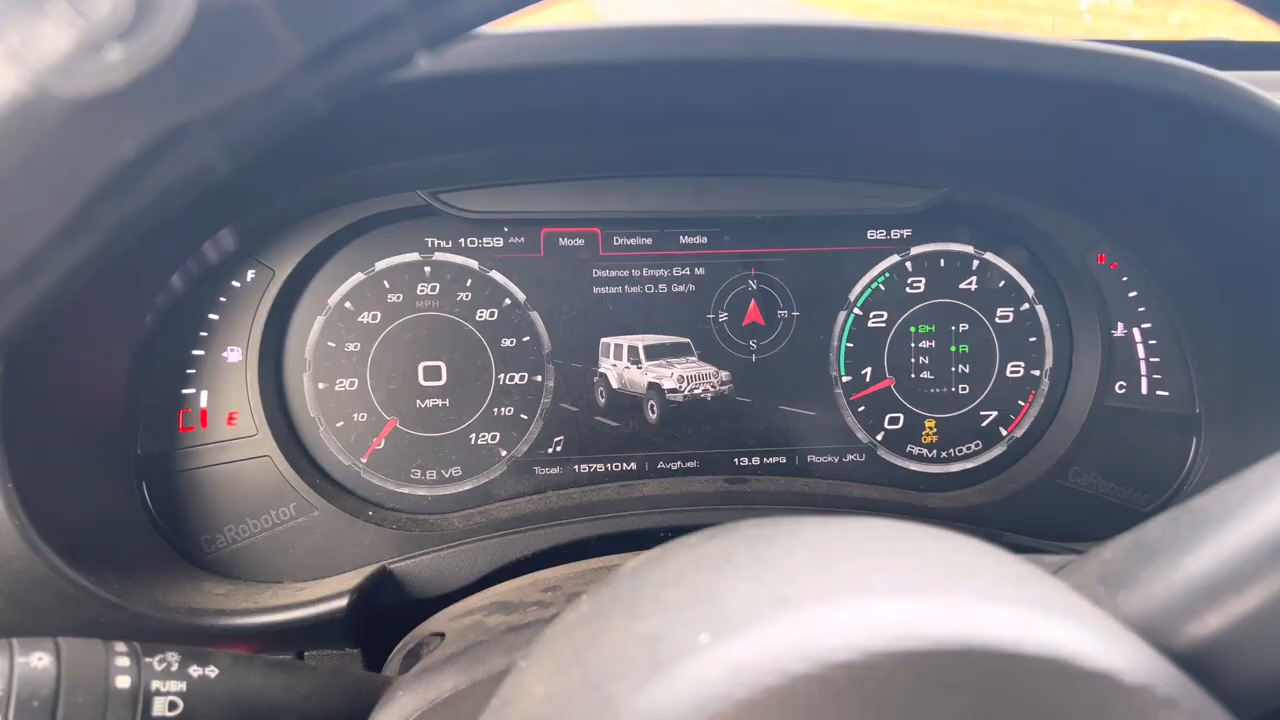 Thu 10:59 AM
Mode
Driveline
Media
62.6°F
Distance to Empty: 64 Mi
Instant fuel: 0.5 Gal/h
N
W
E
S
F
E
0
10
20
30
40
50
60
70
80
90
100
110
120
MPH
0
MPH
3.8 V6
0
1
2
3
4
5
6
7
RPM x1000
2H
4H
N
4L
P
R
N
D
OFF
C
Total: 157510 Mi | Avgfuel: 13.6 MPG | Rocky JKU
CaRobotor
CaRobotor
PUSH